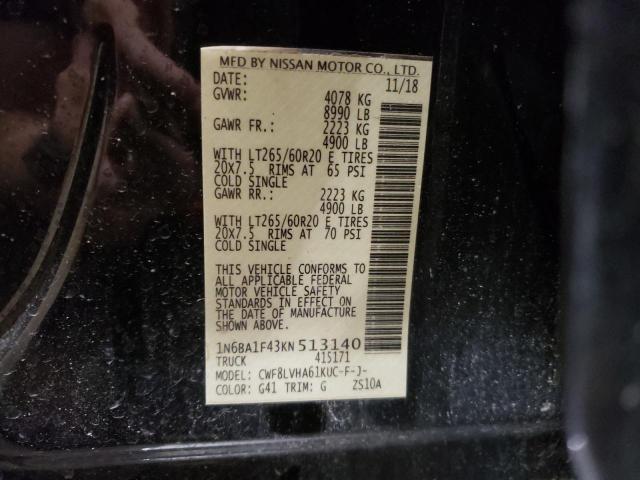 MFD BY NISSAN MOTOR CO., LTD.
DATE: 11/18
GVWR: 4078 KG
8990 LB
GAWR FR.: 2223 KG
4900 LB
WITH LT265/60R20 E TIRES
20X7.5 RIMS AT 65 PSI
COLD SINGLE
GAWR RR.: 2223 KG
4900 LB
WITH LT265/60R20 E TIRES
20X7.5 RIMS AT 70 PSI
COLD SINGLE
THIS VEHICLE CONFORMS TO
ALL APPLICABLE FEDERAL
MOTOR VEHICLE SAFETY
STANDARDS IN EFFECT ON
THE DATE OF MANUFACTURE
SHOWN ABOVE.
1N6BA1F43KN513140
TRUCK 415171
MODEL: CWF8LVHA61KUC-F-J-
COLOR: G41 TRIM: G ZS10A